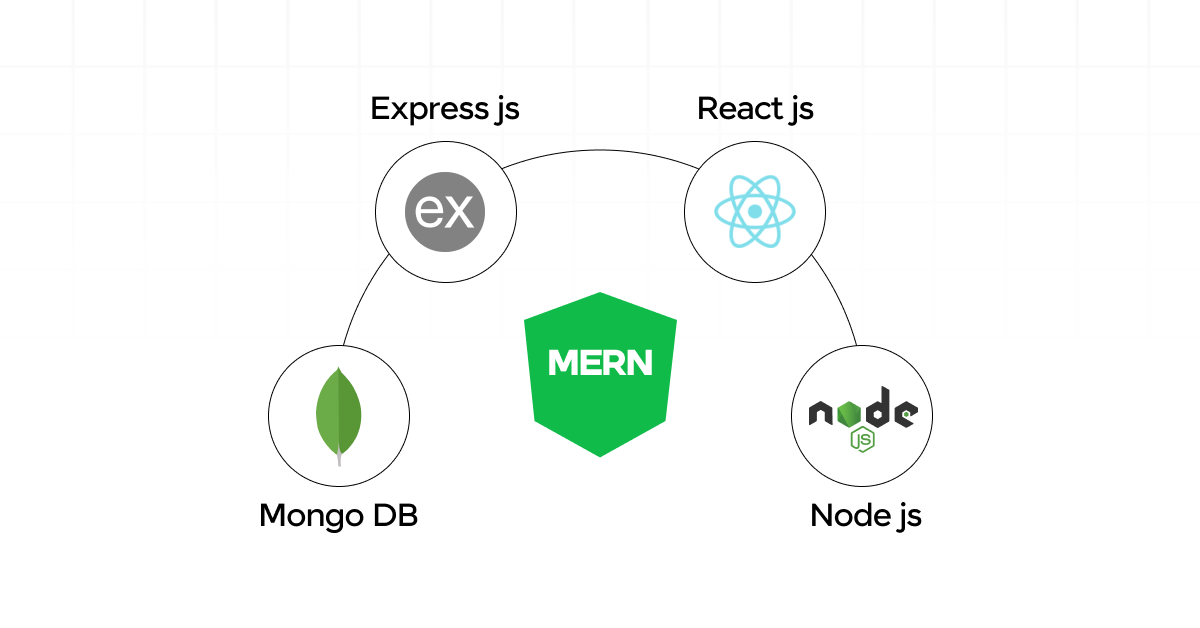 Express js
React js
ex
MERN
node
JS
Mongo DB
Node js